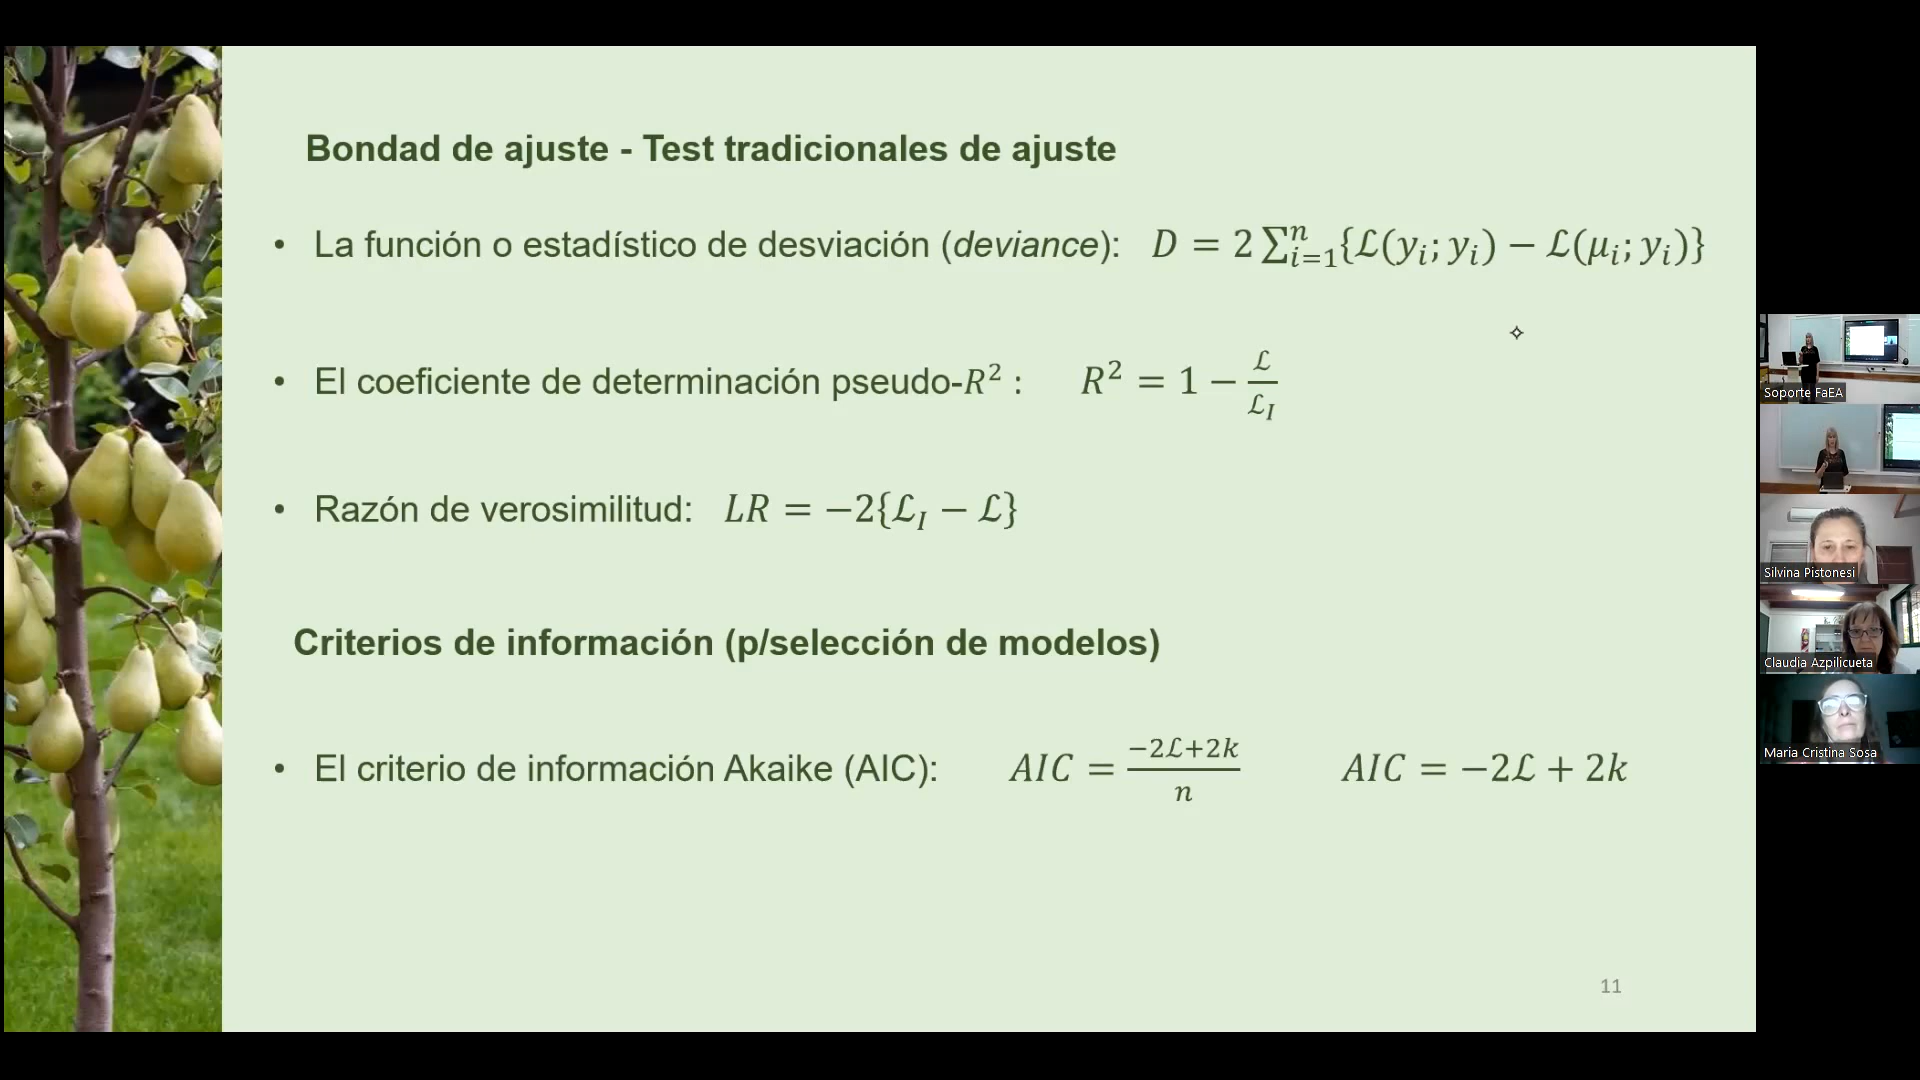 Bondad de ajuste - Test tradicionales de ajuste
• La función o estadístico de desviación (deviance): D = 2 ∑ⁿᵢ₌₁{ℒ(yᵢ; yᵢ) − ℒ(μᵢ; yᵢ)}
• El coeficiente de determinación pseudo-R² : R² = 1 − ℒ/ℒ_I
• Razón de verosimilitud: LR = −2{ℒ_I − ℒ}
Criterios de información (p/selección de modelos)
• El criterio de información Akaike (AIC): AIC = (−2ℒ+2k)/n AIC = −2ℒ + 2k
11
Soporte FaEA
Silvina Pistonesi
Claudia Azpilicueta
Maria Cristina Sosa